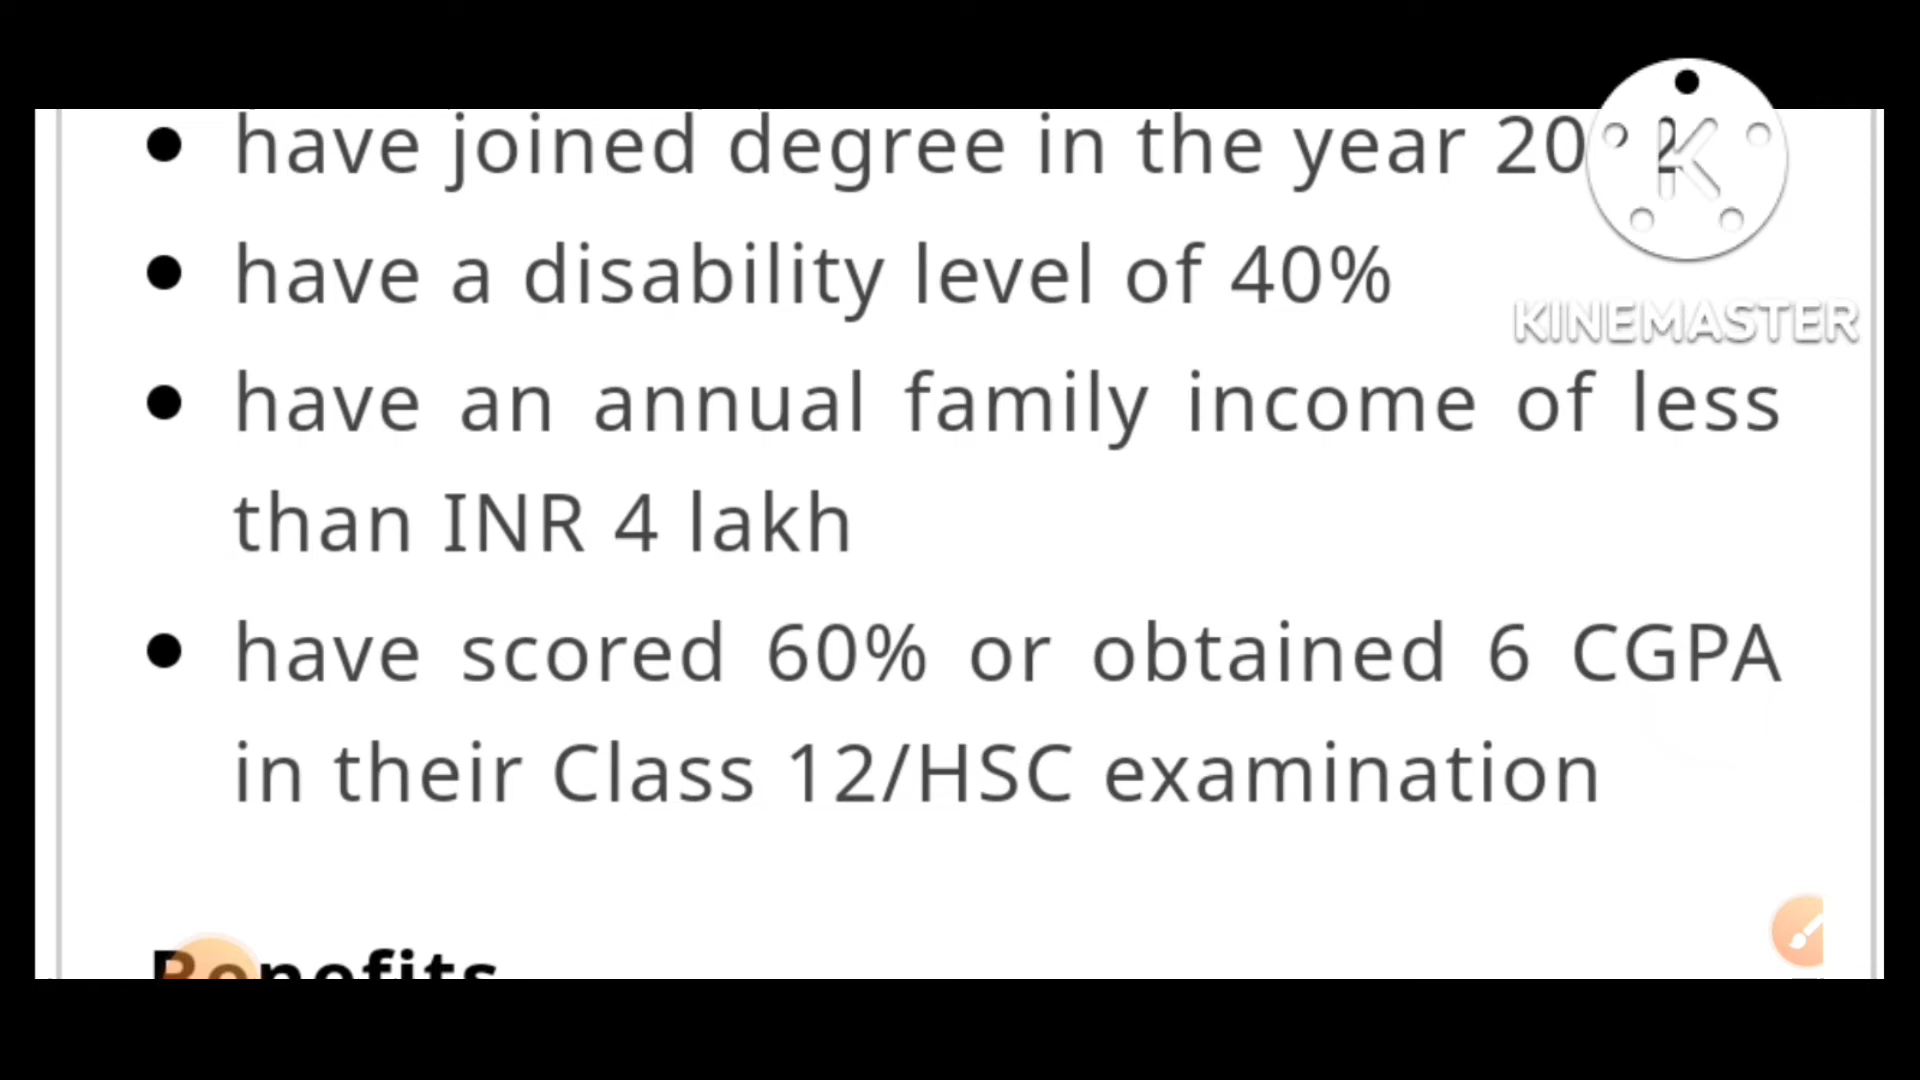 have joined degree in the year
have a disability level of 40%
KINEMASTER
have an annual family income of less
than INR 4 lakh
have scored 60% or obtained 6 CGPA
in their Class 12/HSC examination
Benefits